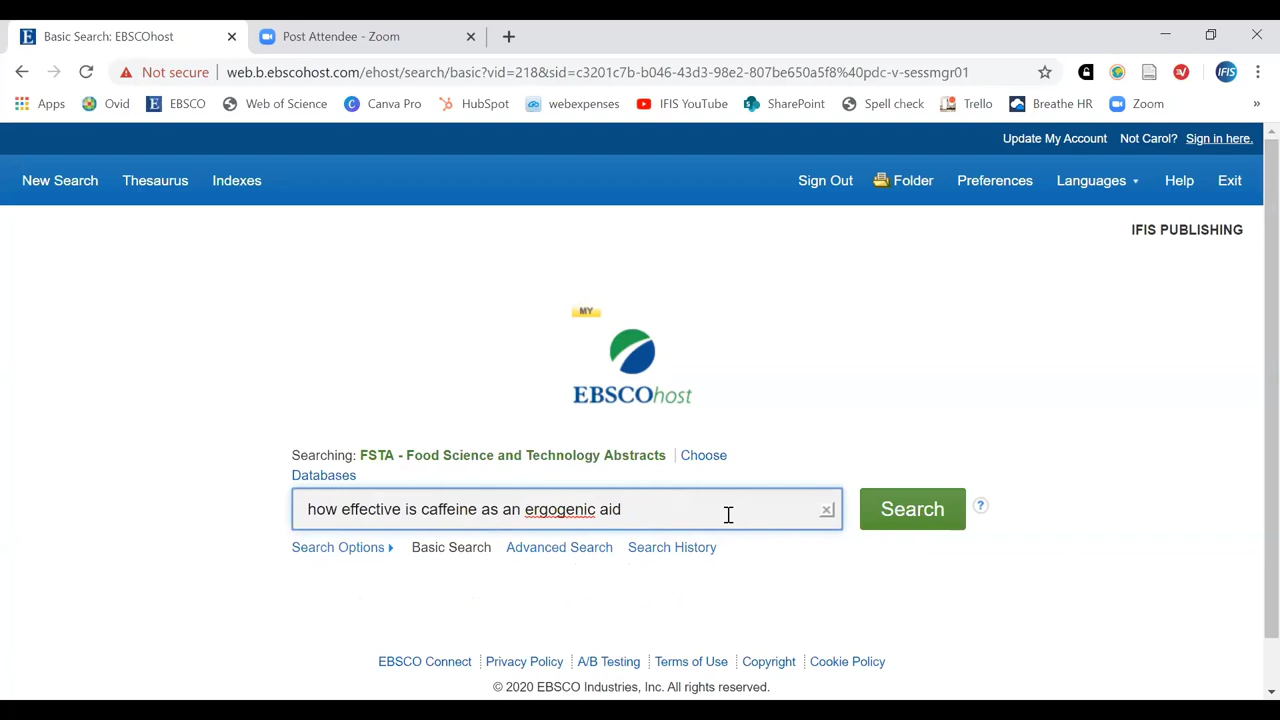 Basic Search: EBSCOhost
Post Attendee - Zoom
Not secure
web.b.ebscohost.com/ehost/search/basic?vid=218&sid=c3201c7b-b046-43d3-98e2-807be650a5f8%40pdc-v-sessmgr01
IFIS
Apps Ovid EBSCO Web of Science Canva Pro HubSpot webexpenses IFIS YouTube SharePoint Spell check Trello Breathe HR Zoom »
Update My Account Not Carol? Sign in here.
New Search Thesaurus Indexes Sign Out Folder Preferences Languages Help Exit
IFIS PUBLISHING
MY
EBSCOhost
Searching: FSTA - Food Science and Technology Abstracts Choose
Databases
how effective is caffeine as an ergogenic aid
Search ?
Search Options Basic Search Advanced Search Search History
EBSCO Connect Privacy Policy A/B Testing Terms of Use Copyright Cookie Policy
© 2020 EBSCO Industries, Inc. All rights reserved.